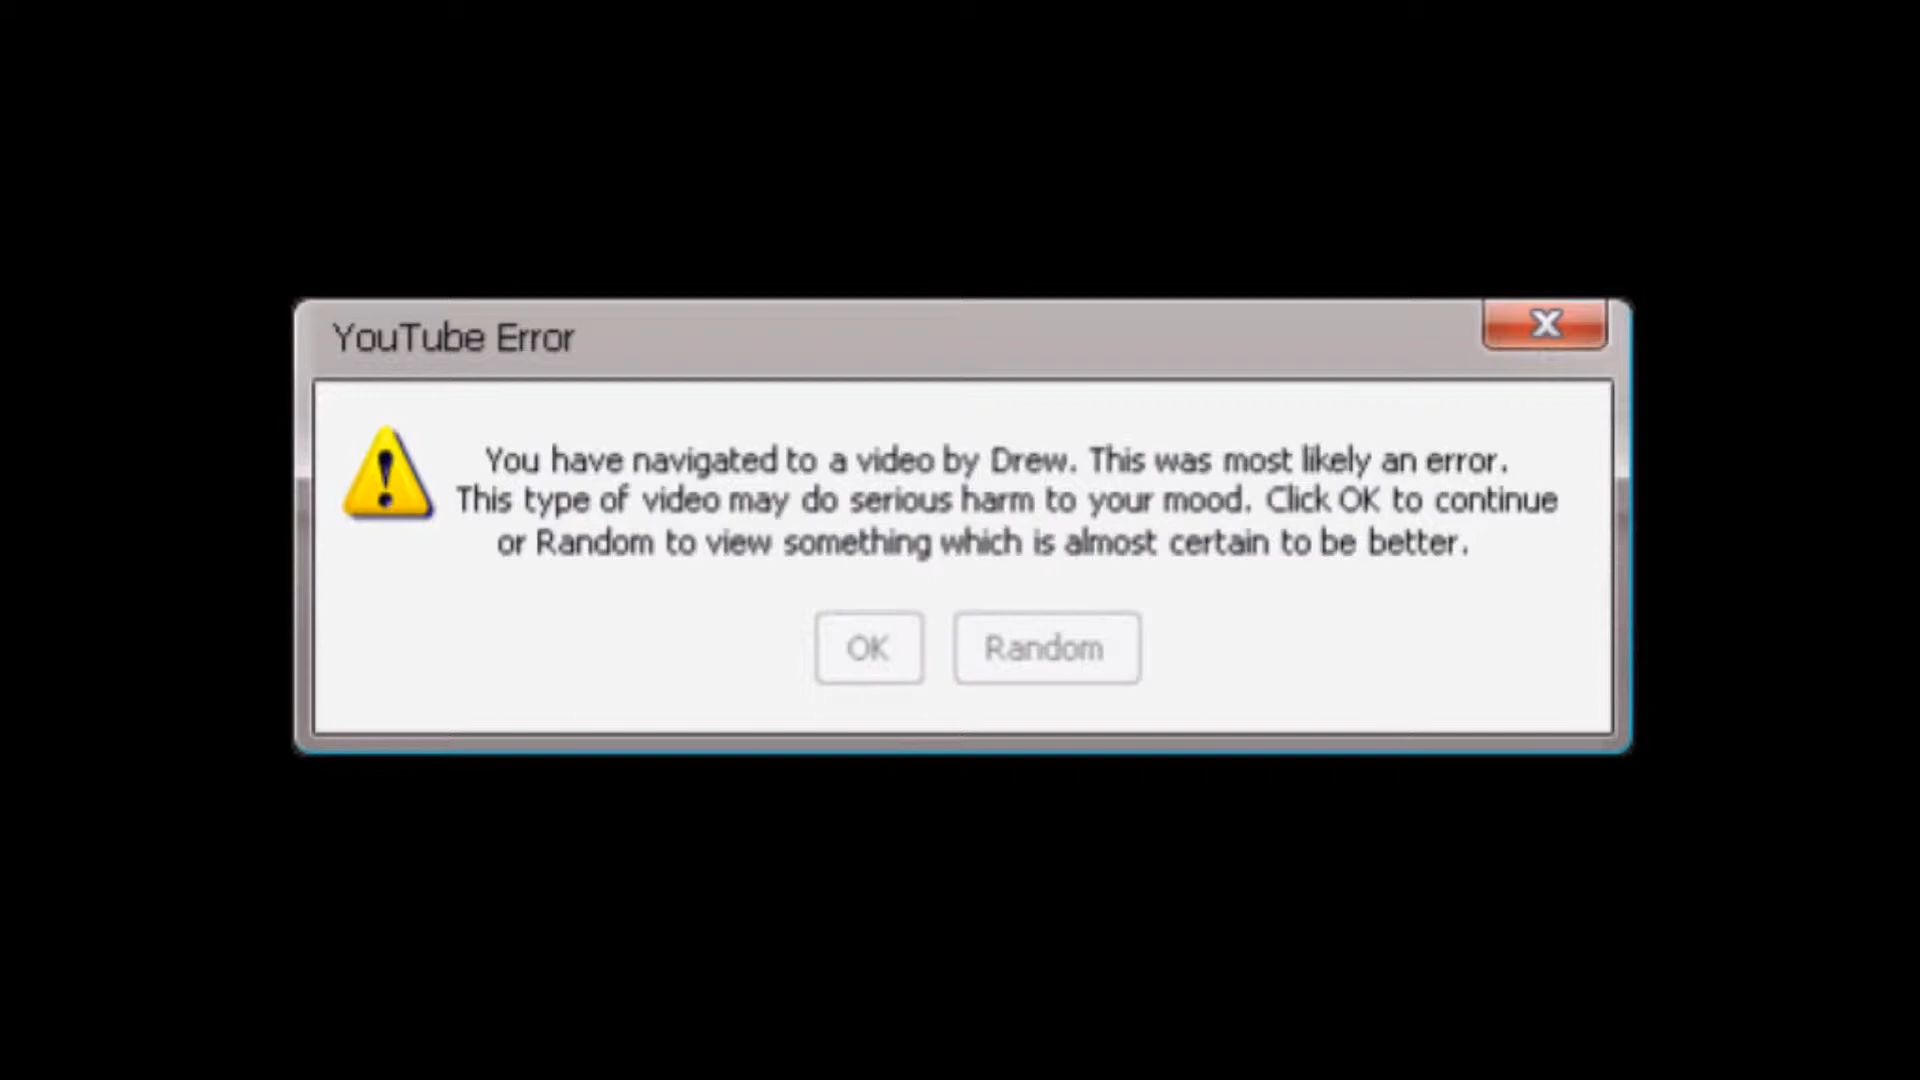 YouTube Error
X
You have navigated to a video by Drew. This was most likely an error.
This type of video may do serious harm to your mood. Click OK to continue
or Random to view something which is almost certain to be better.
OK Random